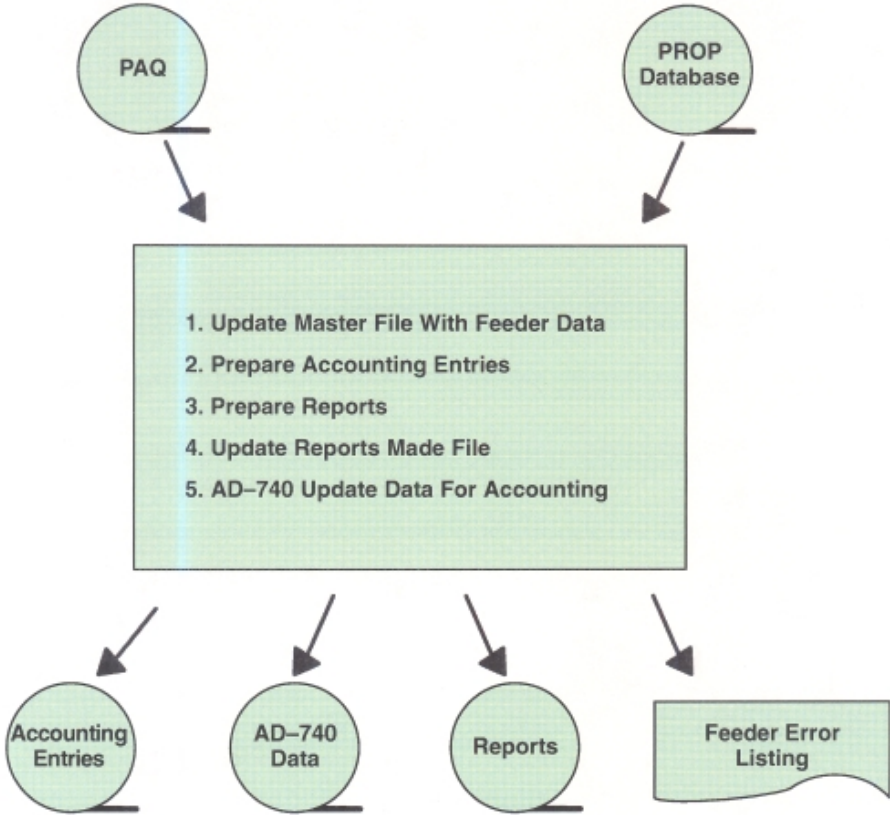 PAQ
PROP
Database
1. Update Master File With Feeder Data
2. Prepare Accounting Entries
3. Prepare Reports
4. Update Reports Made File
5. AD–740 Update Data For Accounting
Accounting
Entries
AD–740
Data
Reports
Feeder Error
Listing